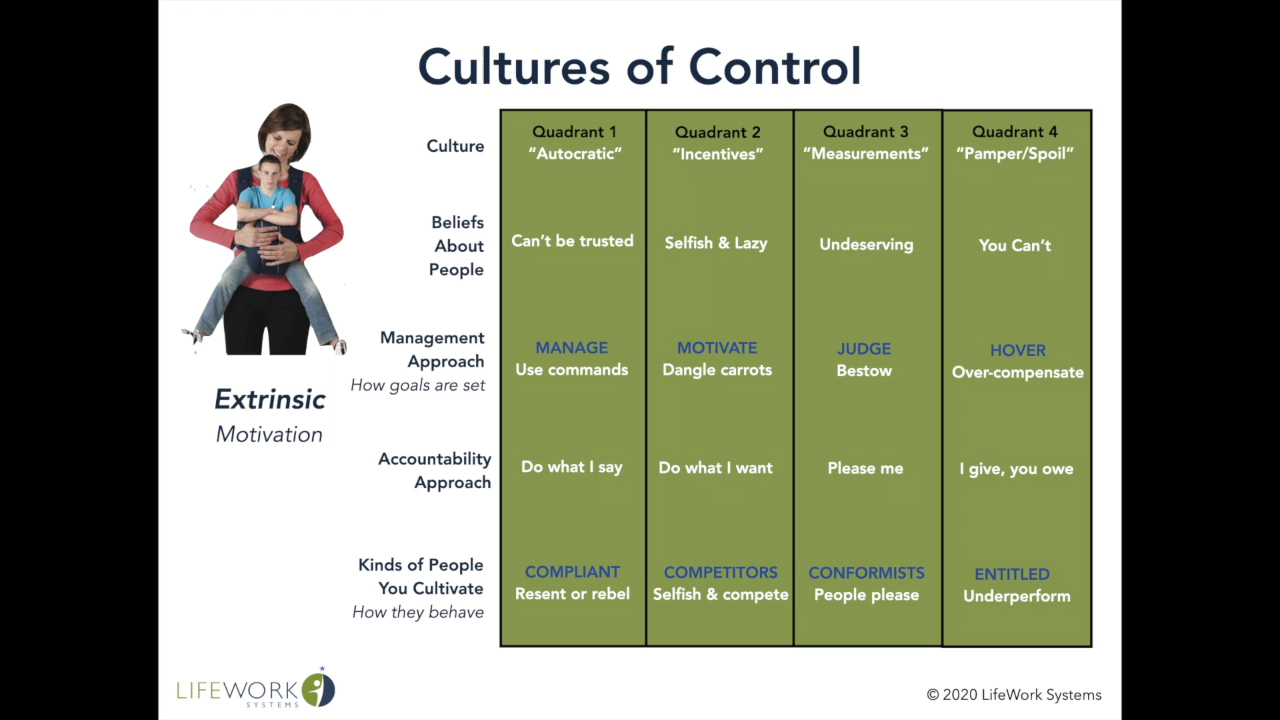 Cultures of Control
Culture
Quadrant 1
"Autocratic"
Quadrant 2
"Incentives"
Quadrant 3
"Measurements"
Quadrant 4
"Pamper/Spoil"
Beliefs
About
People
Can't be trusted
Selfish & Lazy
Undeserving
You Can't
Management
Approach
How goals are set
MANAGE
Use commands
MOTIVATE
Dangle carrots
JUDGE
Bestow
HOVER
Over-compensate
Extrinsic
Motivation
Accountability
Approach
Do what I say
Do what I want
Please me
I give, you owe
Kinds of People
You Cultivate
How they behave
COMPLIANT
Resent or rebel
COMPETITORS
Selfish & compete
CONFORMISTS
People please
ENTITLED
Underperform
LIFEWORK
SYSTEMS
© 2020 LifeWork Systems